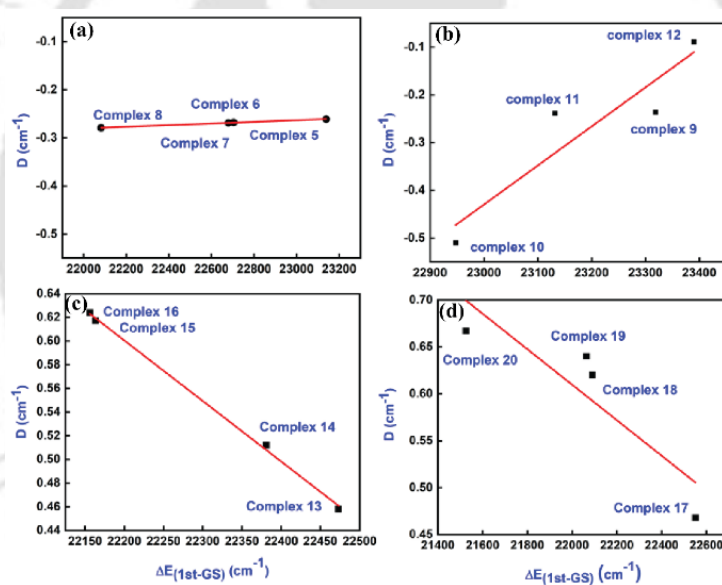 (a)
-0.1
-0.2
-0.3
-0.4
-0.5
D (cm-1)
Complex 8
Complex 6
Complex 7
Complex 5
22000 22200 22400 22600 22800 23000 23200
(b)
-0.1
-0.2
-0.3
-0.4
-0.5
D (cm-1)
complex 12
complex 11
complex 9
complex 10
22900 23000 23100 23200 23300 23400
(c)
0.64
0.62
0.60
0.58
0.56
0.54
0.52
0.50
0.48
0.46
0.44
D (cm-1)
Complex 16
Complex 15
Complex 14
Complex 13
22150 22200 22250 22300 22350 22400 22450 22500
ΔE(1st-GS) (cm-1)
(d)
0.70
0.65
0.60
0.55
0.50
0.45
D (cm-1)
Complex 19
Complex 20
Complex 18
Complex 17
21400 21600 21800 22000 22200 22400 22600
ΔE(1st-GS) (cm-1)